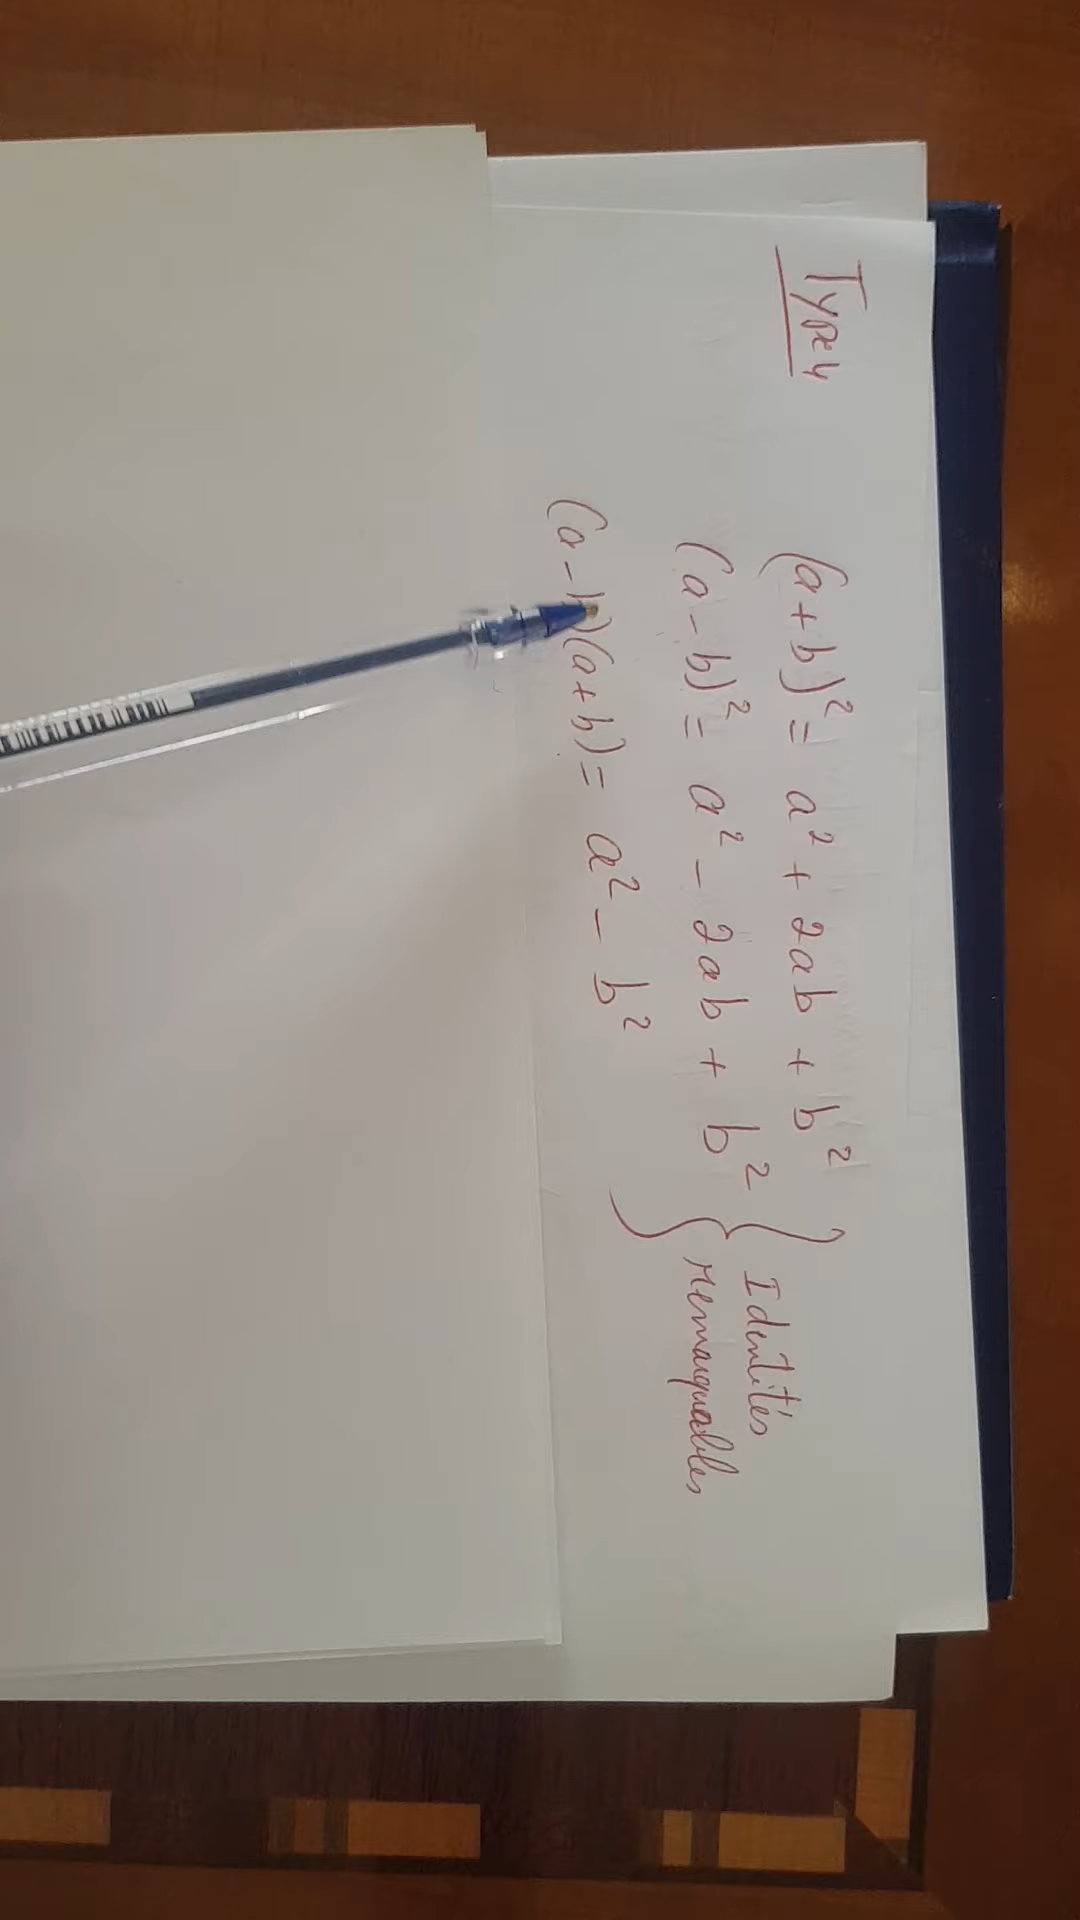 Type 4
(a+b)² = a² + 2ab + b²
(a-b)² = a² - 2ab + b²
(a-b)(a+b) = a² - b²
Identités
Remarquables